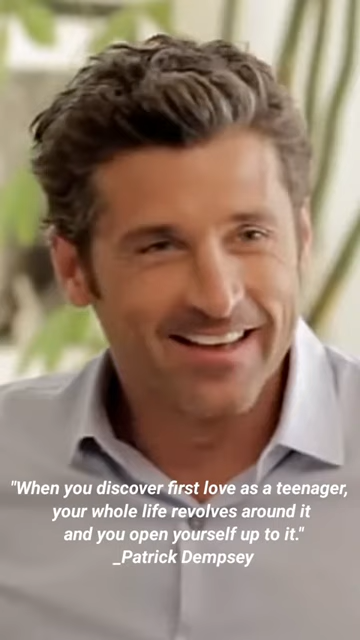 "When you discover first love as a teenager,
your whole life revolves around it
and you open yourself up to it."
_Patrick Dempsey